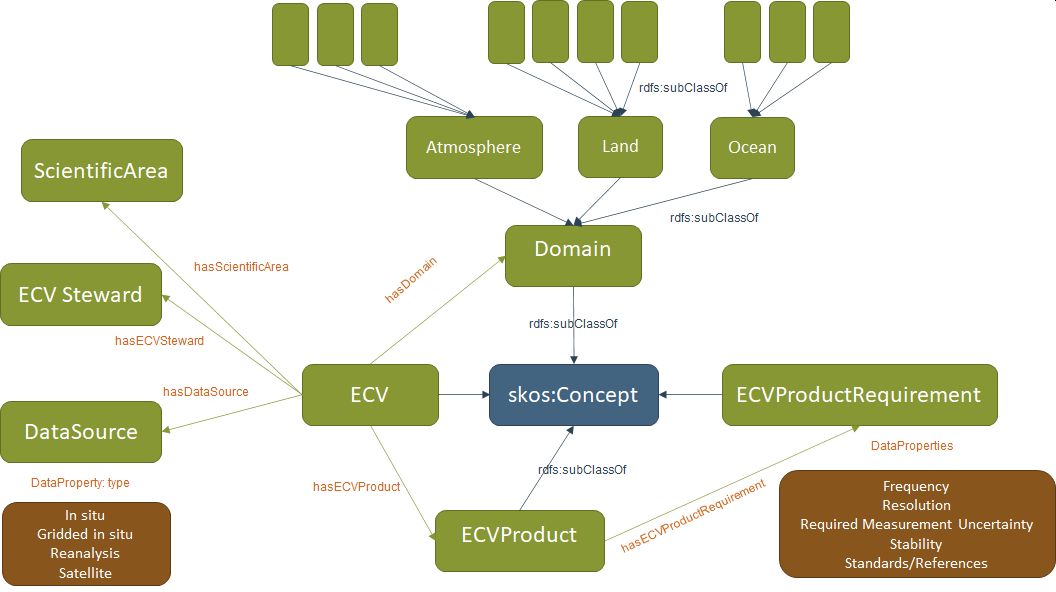 rdfs:subClassOf
Atmosphere
Land
Ocean
ScientificArea
rdfs:subClassOf
Domain
hasScientificArea
hasDomain
ECV Steward
rdfs:subClassOf
hasECVSteward
hasDataSource
ECV
skos:Concept
ECVProductRequirement
DataSource
DataProperties
rdfs:subClassOf
DataProperty: type
hasECVProduct
hasECVProductRequirement
In situ
Gridded in situ
Reanalysis
Satellite
ECVProduct
Frequency
Resolution
Required Measurement Uncertainty
Stability
Standards/References